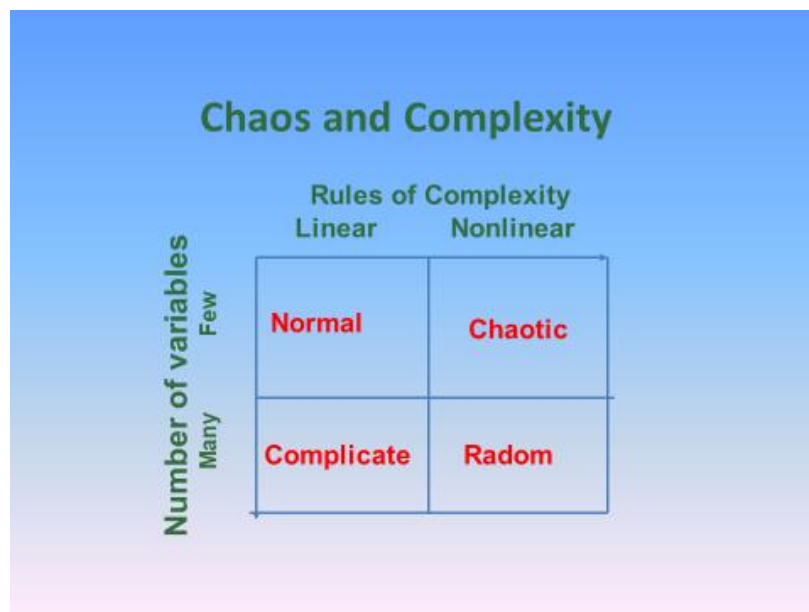 Chaos and Complexity
Rules of Complexity
Linear Nonlinear
Number of variables
Few
Normal Chaotic
Many
Complicate Radom